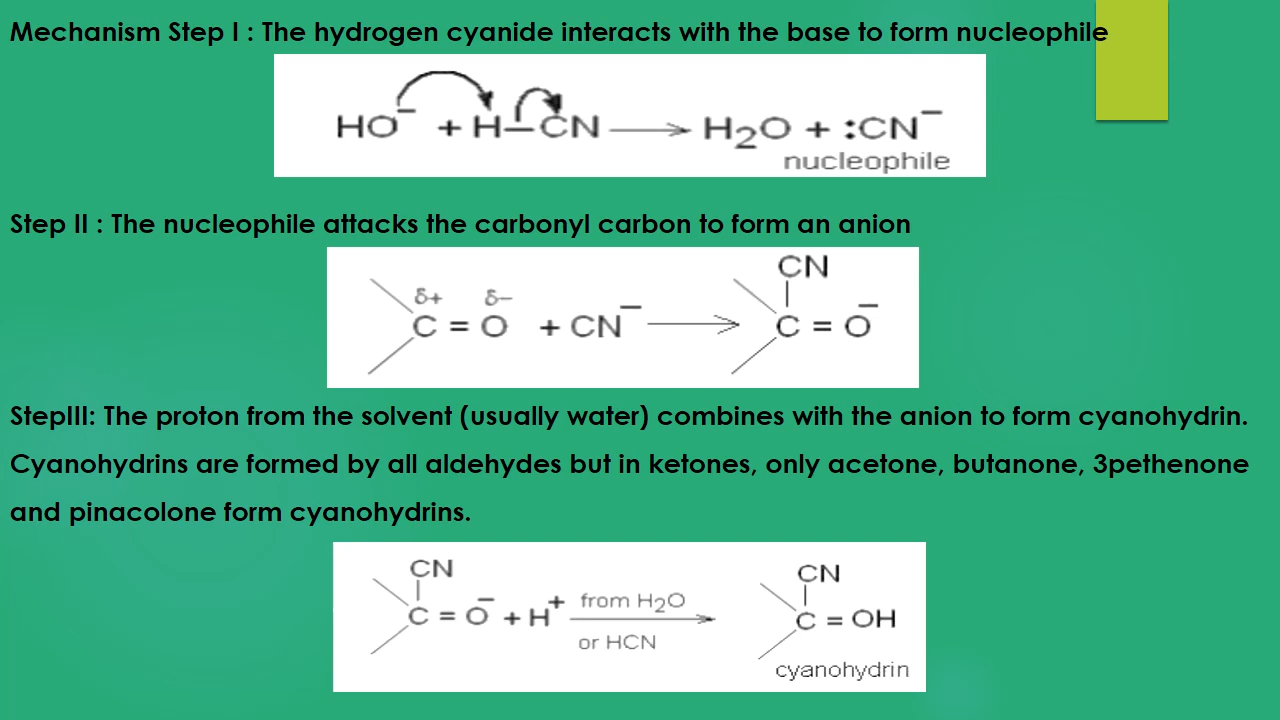 Mechanism Step I : The hydrogen cyanide interacts with the base to form nucleophile
HO⁻ + H–CN ⟶ H₂O + :CN⁻
nucleophile
Step II : The nucleophile attacks the carbonyl carbon to form an anion
CN
δ+ δ−
C = O + CN⁻ ⟶ C = O⁻
StepIII: The proton from the solvent (usually water) combines with the anion to form cyanohydrin.
Cyanohydrins are formed by all aldehydes but in ketones, only acetone, butanone, 3pethenone
and pinacolone form cyanohydrins.
CN CN
from H₂O
C = O⁻ + H⁺ ⟶ C = OH
or HCN
cyanohydrin